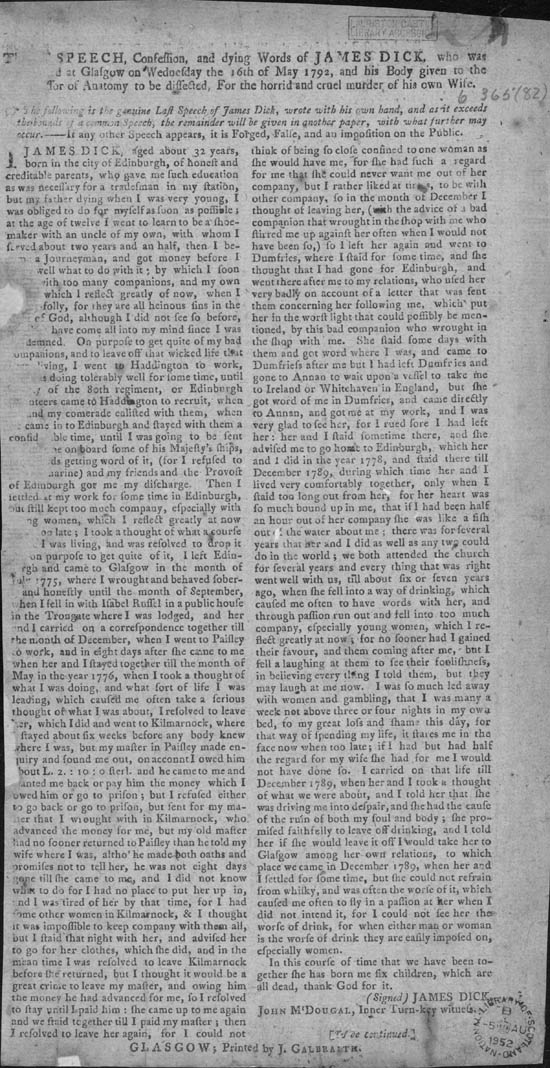 LAURISTON CASTLE
LIBRARY ACCESSION
SPEECH, Confession, and dying Words of JAMES DICK, who was
d at Glasgow on Wednesday the 16th of May 1792, and his Body given to the
for of Anatomy to be dissected, For the horrid and cruel murder of his own Wife.
6 365(82)
The following is the genuine Last Speech of James Dick, wrote with his own hand, and as it exceeds
the bounds of a common Speech, the remainder will be given in another paper, with what further may
occur.——If any other Speech appears, it is Forged, False, and an imposition on the Public.
JAMES DICK, aged about 32 years,
born in the city of Edinburgh, of honest and
creditable parents, who gave me such education
as was necessary for a tradesman in my station,
but my father dying when I was very young, I
was obliged to do for myself as soon as possible;
at the age of twelve I went to learn to be a shoe-
maker with an uncle of my own, with whom I
served about two years and an half, then I be-
a Journeyman, and got money before I
well what to do with it; by which I soon
with too many companions, and my own
which I reflect greatly of now, when I
folly, for they are all heinous sins in the
of God, although I did not see so before,
have come all into my mind since I was
demned. On purpose to get quite of my bad
companions, and to leave off that wicked life that
living, I went to Haddington to work,
doing tolerably well for some time, until
of the 80th regiment, or Edinburgh
unteers came to Haddington to recruit, when
and my comerade callisted with them, when
came in to Edinburgh and stayed with them a
confid ble time, until I was going to be sent
on board some of his Majesty's ships,
ds getting word of it, (for I refused to
marine) and my friends and the Provost
of Edinburgh gor me my discharge. Then I
settled at my work for some time in Edinburgh,
but still kept too much company, especially with
ng women, which I reflect greatly at now
late; I took a thought of what a course
I was living, and was resolved to drop it
on purpose to get quite of it, I left Edin-
rgh and came to Glasgow in the month of
July 1775, where I wrought and behaved sober-
and honestly until the month of September,
when I fell in with Isabel Russel in a public house
in the Trongate where I was lodged, and her
and I carried on a correspondence together till
the month of December, when I went to Paisley
to work, and in eight days after she came to me
when her and I stayed together till the month of
May in the year 1776, when I took a thought of
what I was doing, and what sort of life I was
leading, which caused me often take a serious
thought of what I was about, I resolved to leave
her, which I did and went to Kilmarnock, where
I stayed about six weeks before any body knew
where I was, but my master in Paisley made en-
quiry and found me out, on account I owed him
about L. 2. : 10 : 0 sterl. and he came to me and
wanted me back or pay him the money which I
owed him or go to prison; but I refused either
to go back or go to prison, but sent for my ma-
ster that I wrought with in Kilmarnock, who
advanced the money for me, but my old master
had no sooner returned to Paisley than he told my
wife where I was, altho' he made both oaths and
promises not to tell her, he was not eight days
gone till she came to me, and I did not know
what to do for I had no place to put her up in,
and I was tired of her by that time, for I had
some other women in Kilmarnock, & I thought
it was impossible to keep company with them all,
but I staid that night with her, and advised her
to go for her clothes, which she did, and in the
mean time I was resolved to leave Kilmarnock
before she returned, but I thought it would be a
great crime to leave my master, and owing him
the money he had advanced for me, so I resolved
to stay until I paid him: she came up to me again
and we staid together till I paid my master; then
I resolved to leave her again, for I could not
think of being so close confined to one woman as
she would have me, for she had such a regard
for me that she could never want me out of her
company, but I rather liked at times, to be with
other company, so in the month of December I
thought of leaving her, (with the advice of a bad
companion that wrought in the shop with me who
stirred me up against her often when I would not
have been so,) so I left her again and went to
Dumfries, where I staid for some time, and she
thought that I had gone for Edinburgh, and
went there after me to my relations, who used her
very badly on account of a letter that was sent
them concerning her following me, which put
her in the worst light that could possibly be men-
tioned, by this bad companion who wrought in
the shop with me. She staid some days with
them and got word where I was, and came to
Dumfries after me but I had left Dumfries and
gone to Annan to wait upon a vessel to take me
to Ireland or Whitehaven in England, but she
got word of me in Dumfries, and came directly
to Annan, and got me at my work, and I was
very glad to see her, for I rued sore I had left
her: her and I staid sometime there, and she
advised me to go home to Edinburgh, which her
and I did in the year 1778, and staid there till
December 1789, during which time her and I
lived very comfortably together, only when I
staid too long out from her, for her heart was
so much bound up in me, that if I had been half
an hour out of her company she was like a fish
out of the water about me; there was for several
years that her and I did as well as any two could
do in the world; we both attended the church
for several years and every thing that was right
went well with us, till about six or seven years
ago, when she fell into a way of drinking, which
caused me often to have words with her, and
through passion run out and fell into too much
company, especially young women, which I re-
flect greatly at now; for no sooner had I gained
their favour, and them coming after me, but I
fell a laughing at them to see their foolishness,
in believing every thing I told them, but they
may laugh at me now. I was so much led away
with women and gambling, that I was many a
week not above three or four nights in my own
bed, to my great loss and shame this day, for
that way of spending my life, it stares me in the
face now when too late; if I had but had half
the regard for my wife she had for me I would
not have done so. I carried on that life till
December 1789, when her and I took a thought
of what we were about, and I told her that she
was driving me into despair, and she had the cause
of the ruin of both my soul and body; she pro-
mised faithfully to leave off drinking, and I told
her if she would leave it off I would take her to
Glasgow among her own relations, to which
place we came in December 1789, when her and
I settled for some time, but she could not refrain
from whisky, and was often the worse of it, which
caused me often to fly in a passion at her when I
did not intend it, for I could not see her the
worse of drink, for when either man or woman
is the worse of drink they are easily imposed on,
especially women.
In this course of time that we have been to-
gether she has born me six children, which are
all dead, thank God for it.
(Signed) JAMES DICK.
JOHN M'DOUGAL, Inner Turn-key witness.
[To be continued.]
GLASGOW; Printed by J. GALBRAITH.
NATIONAL LIBRARY OF SCOTLAND
AUG
1952